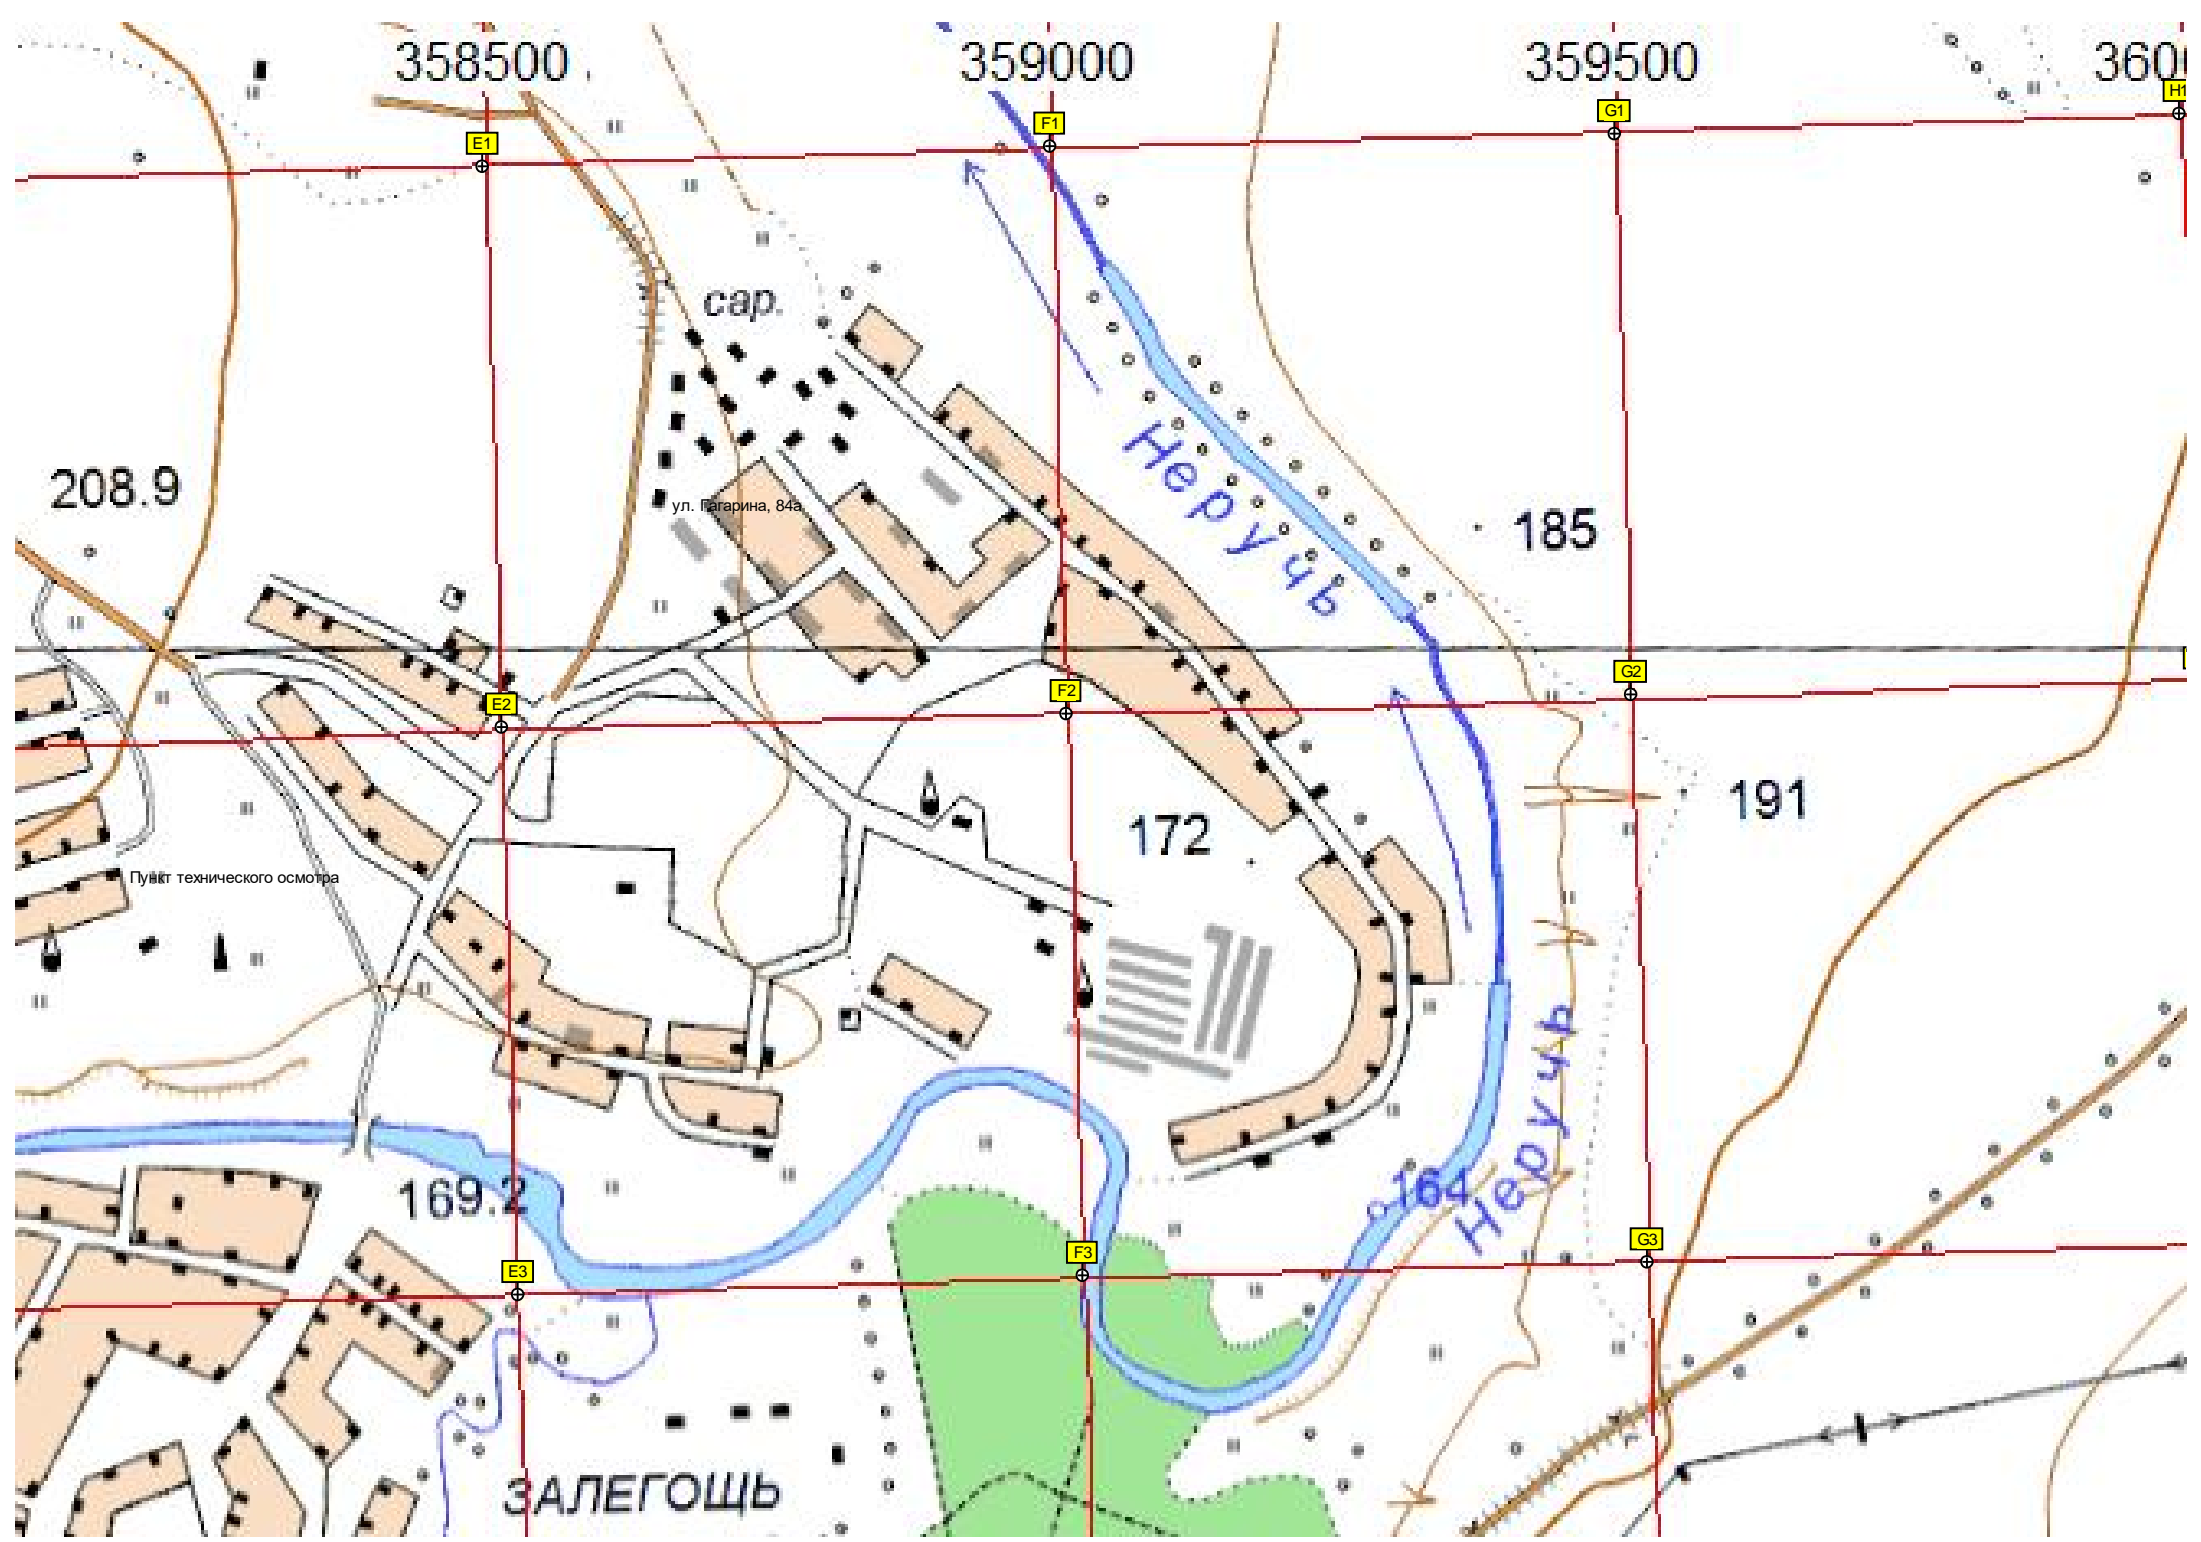 358500
359000
359500
E1
F1
G1
H1
сар.
Неручь
208.9
ул. Гагарина, 84а
185
E2
F2
G2
191
172
Пункт технического осмотра
Неручь
169.2
164
E3
F3
G3
ЗАЛЕГОЩЬ